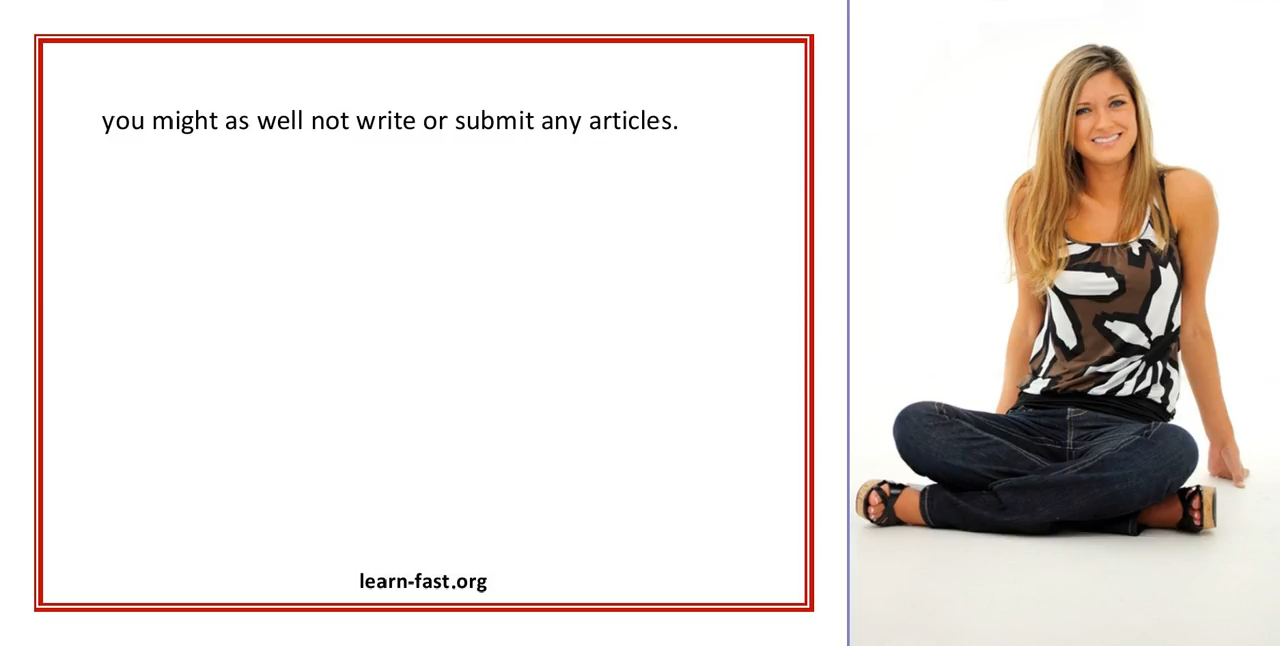 you might as well not write or submit any articles.
learn-fast.org